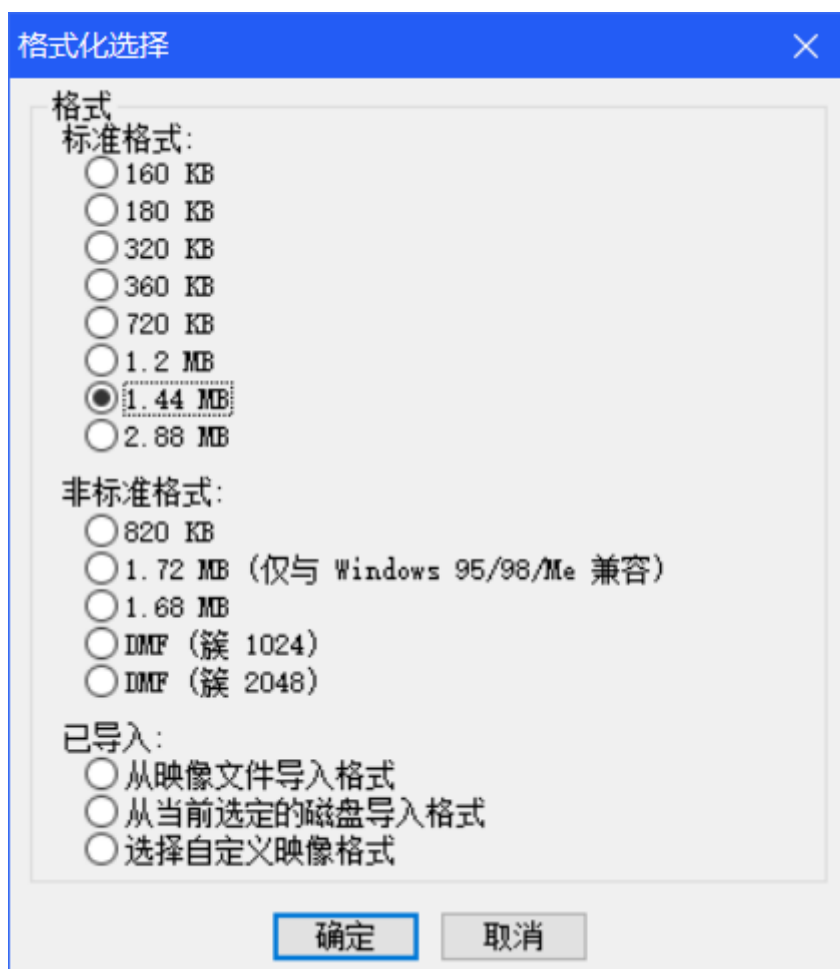 格式化选择
格式
标准格式:
160 KB
180 KB
320 KB
360 KB
720 KB
1.2 MB
1.44 MB
2.88 MB
非标准格式:
820 KB
1.72 MB (仅与 Windows 95/98/Me 兼容)
1.68 MB
DMF (簇 1024)
DMF (簇 2048)
已导入:
从映像文件导入格式
从当前选定的磁盘导入格式
选择自定义映像格式
确定 取消